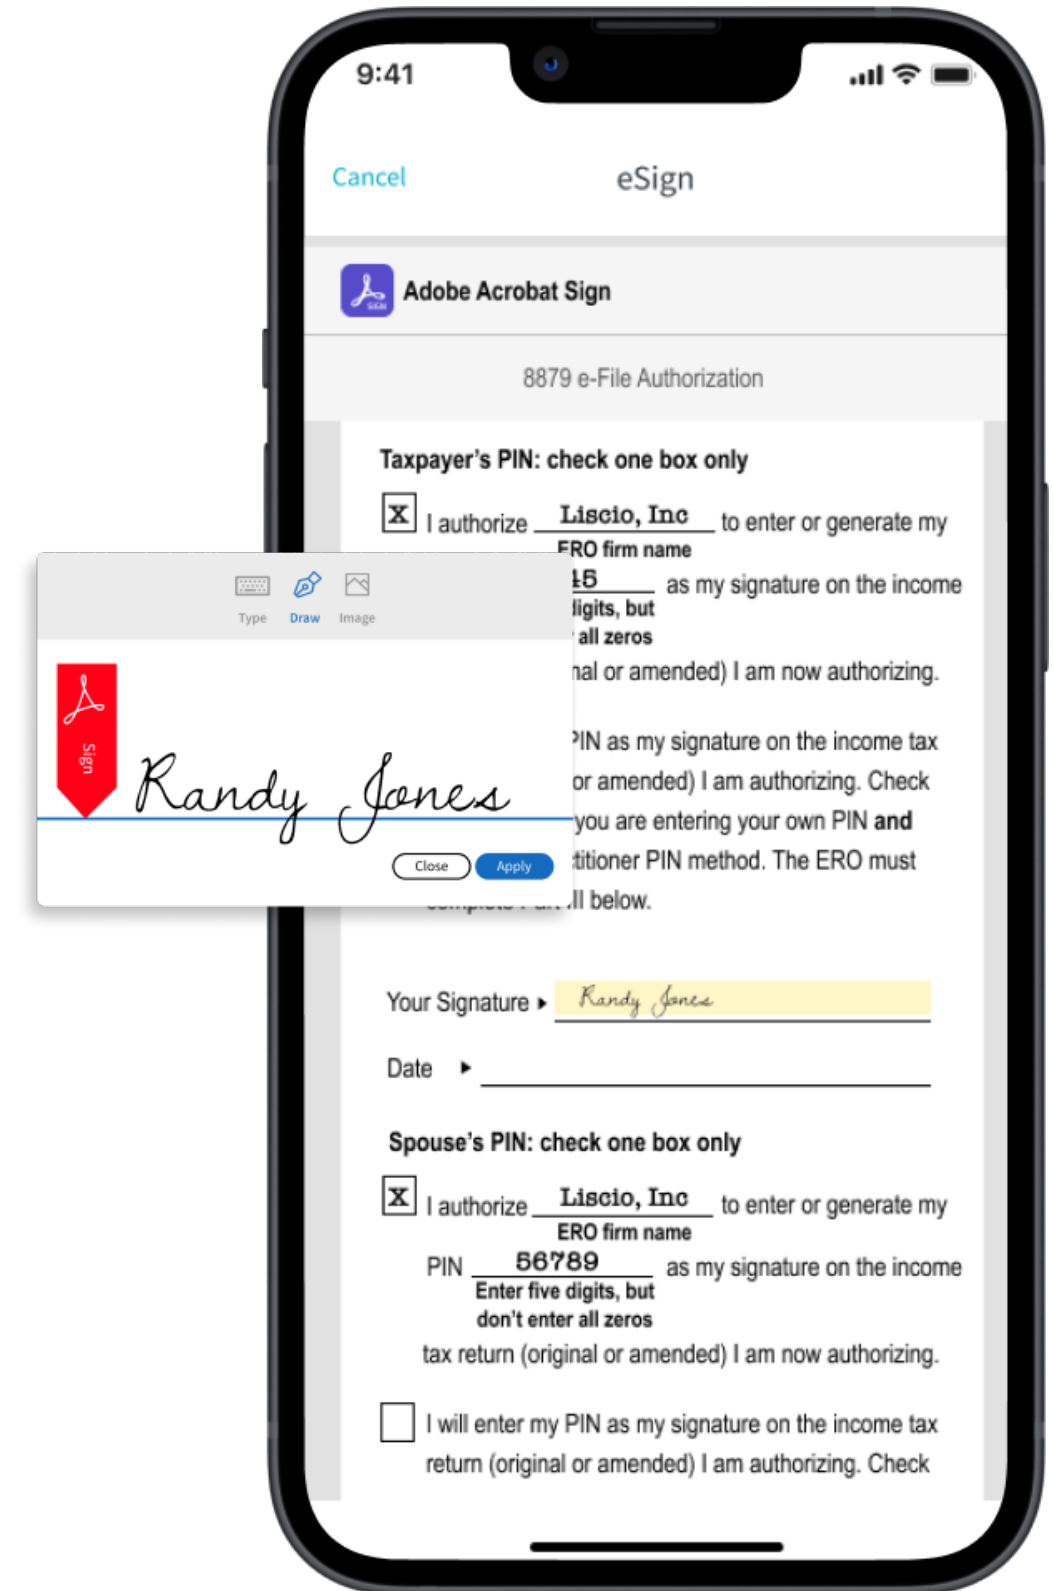 9:41
Cancel
eSign
SIGN
Adobe Acrobat Sign
8879 e-File Authorization
Taxpayer's PIN: check one box only
X I authorize Liscio, Inc to enter or generate my
ERO firm name
45 as my signature on the income
digits, but
all zeros
nal or amended) I am now authorizing.
PIN as my signature on the income tax
or amended) I am authorizing. Check
you are entering your own PIN and
titioner PIN method. The ERO must
below.
Type Draw Image
Sign
Randy Jones
Close Apply
Your Signature Randy Jones
Date
Spouse's PIN: check one box only
X I authorize Liscio, Inc to enter or generate my
ERO firm name
PIN 56789 as my signature on the income
Enter five digits, but
don't enter all zeros
tax return (original or amended) I am now authorizing.
I will enter my PIN as my signature on the income tax
return (original or amended) I am authorizing. Check